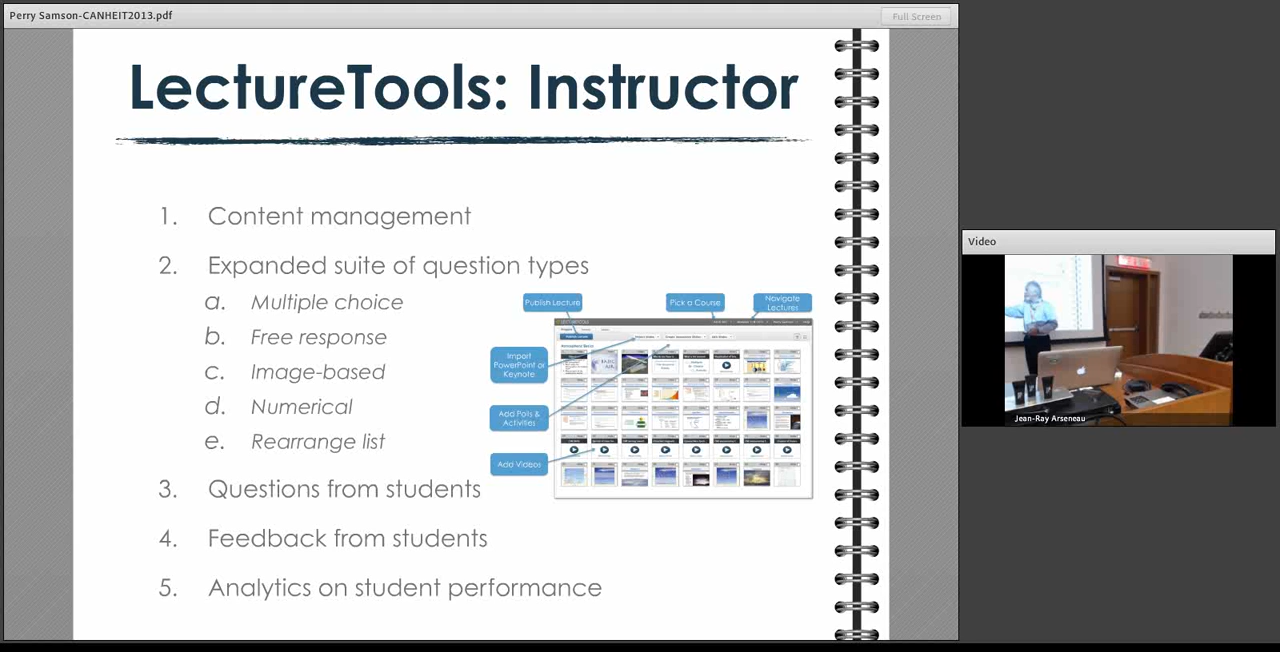 Perry Samson-CANHEIT2013.pdf
Full Screen
LectureTools: Instructor
1. Content management
2. Expanded suite of question types
a. Multiple choice
b. Free response
c. Image-based
d. Numerical
e. Rearrange list
3. Questions from students
4. Feedback from students
5. Analytics on student performance
Publish Lecture
Pick a Course
Navigate
Lectures
Import
PowerPoint or
Keynote
Add Polls &
Activities
Add Videos
Video
Jean-Ray Arseneau